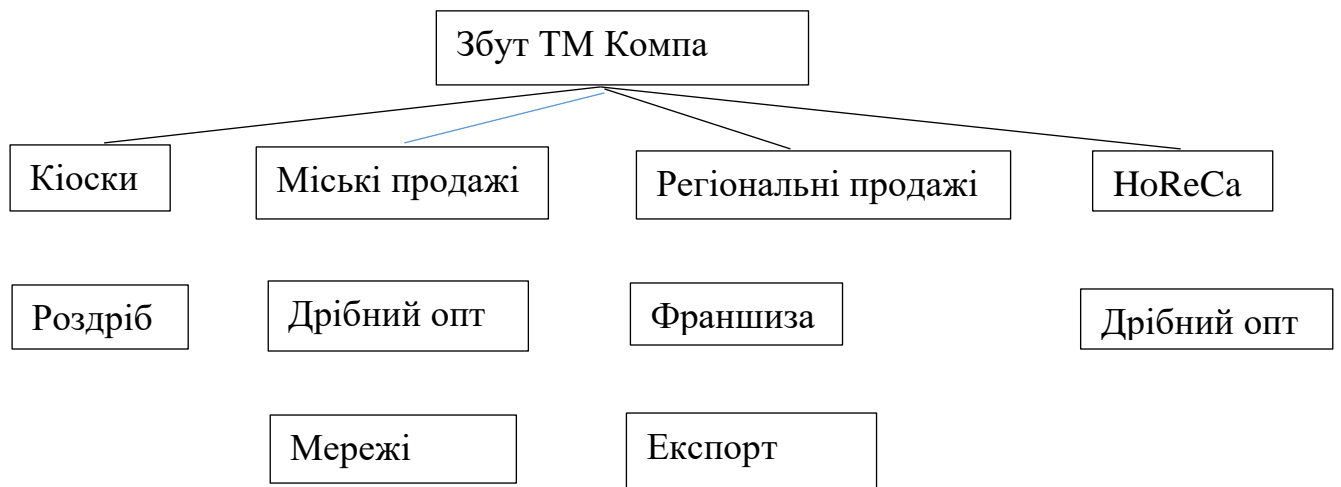 Збут ТМ Компа
Кіоски
Міські продажі
Регіональні продажі
HoReCa
Роздріб
Дрібний опт
Франшиза
Дрібний опт
Мережі
Експорт